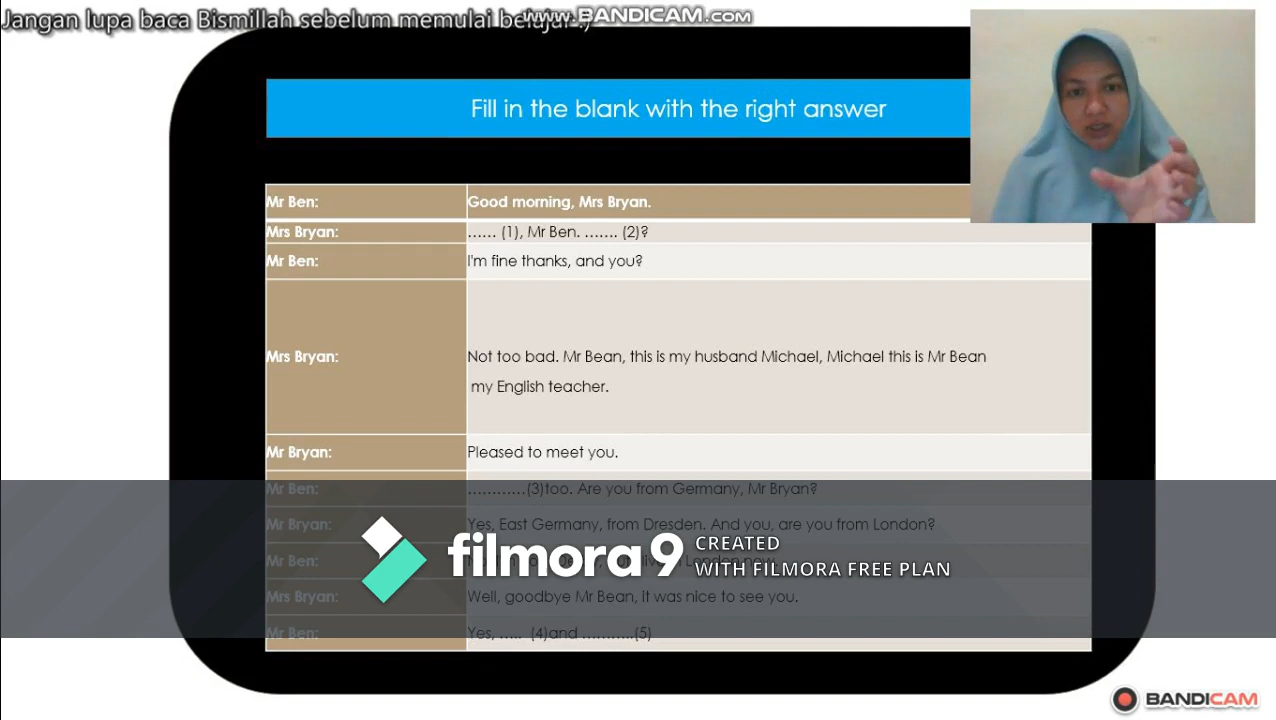 Jangan lupa baca Bismillah sebelum memulai belajar :)
www.BANDICAM.com
Fill in the blank with the right answer
Mr Ben: Good morning, Mrs Bryan.
Mrs Bryan: …… (1), Mr Ben. ……. (2)?
Mr Ben: I'm fine thanks, and you?
Mrs Bryan: Not too bad. Mr Bean, this is my husband Michael, Michael this is Mr Bean
my English teacher.
Mr Bryan: Pleased to meet you.
Mr Ben: …………(3)too. Are you from Germany, Mr Bryan?
Mr Bryan: Yes, East Germany, from Dresden. And you, are you from London?
Mr Ben:
Mrs Bryan: Well, goodbye Mr Bean, it was nice to see you.
Mr Ben: Yes, ….. (4)and ………..(5)
filmora9 CREATED
WITH FILMORA FREE PLAN
BANDICAM